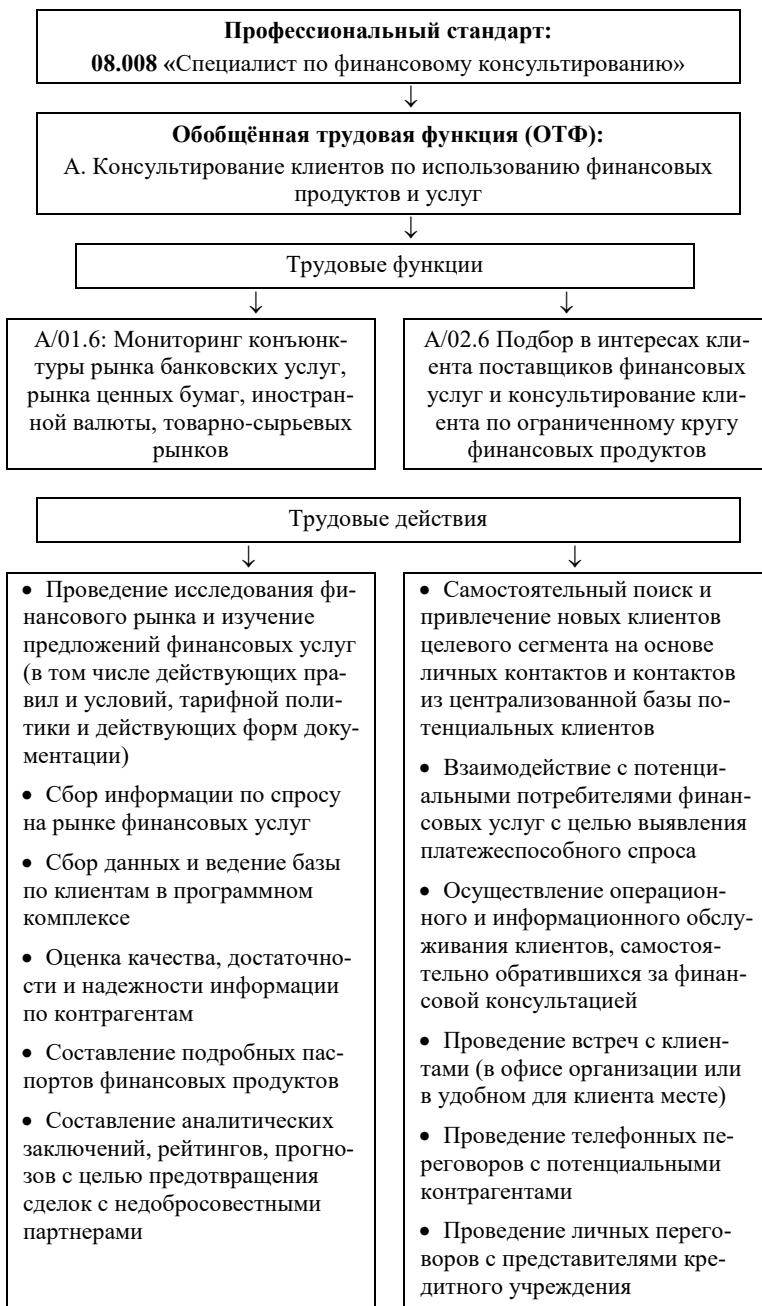 Профессиональный стандарт:
08.008 «Специалист по финансовому консультированию»
↓
Обобщённая трудовая функция (ОТФ):
А. Консультирование клиентов по использованию финансовых
продуктов и услуг
↓
Трудовые функции
↓ ↓
А/01.6: Мониторинг конъюнк-
туры рынка банковских услуг,
рынка ценных бумаг, иностран-
ной валюты, товарно-сырьевых
рынков
А/02.6 Подбор в интересах кли-
ента поставщиков финансовых
услуг и консультирование кли-
ента по ограниченному кругу
финансовых продуктов
Трудовые действия
↓ ↓
• Проведение исследования фи-
нансового рынка и изучение
предложений финансовых услуг
(в том числе действующих пра-
вил и условий, тарифной поли-
тики и действующих форм доку-
ментации)
• Сбор информации по спросу
на рынке финансовых услуг
• Сбор данных и ведение базы
по клиентам в программном
комплексе
• Оценка качества, достаточно-
сти и надежности информации
по контрагентам
• Составление подробных пас-
портов финансовых продуктов
• Составление аналитических
заключений, рейтингов, прогно-
зов с целью предотвращения
сделок с недобросовестными
партнерами
• Самостоятельный поиск и
привлечение новых клиентов
целевого сегмента на основе
личных контактов и контактов
из централизованной базы по-
тенциальных клиентов
• Взаимодействие с потенци-
альными потребителями финан-
совых услуг с целью выявления
платежеспособного спроса
• Осуществление операцион-
ного и информационного обслу-
живания клиентов, самостоя-
тельно обратившихся за финан-
совой консультацией
• Проведение встреч с клиен-
тами (в офисе организации или
в удобном для клиента месте)
• Проведение телефонных пе-
реговоров с потенциальными
контрагентами
• Проведение личных перего-
воров с представителями кре-
дитного учреждения